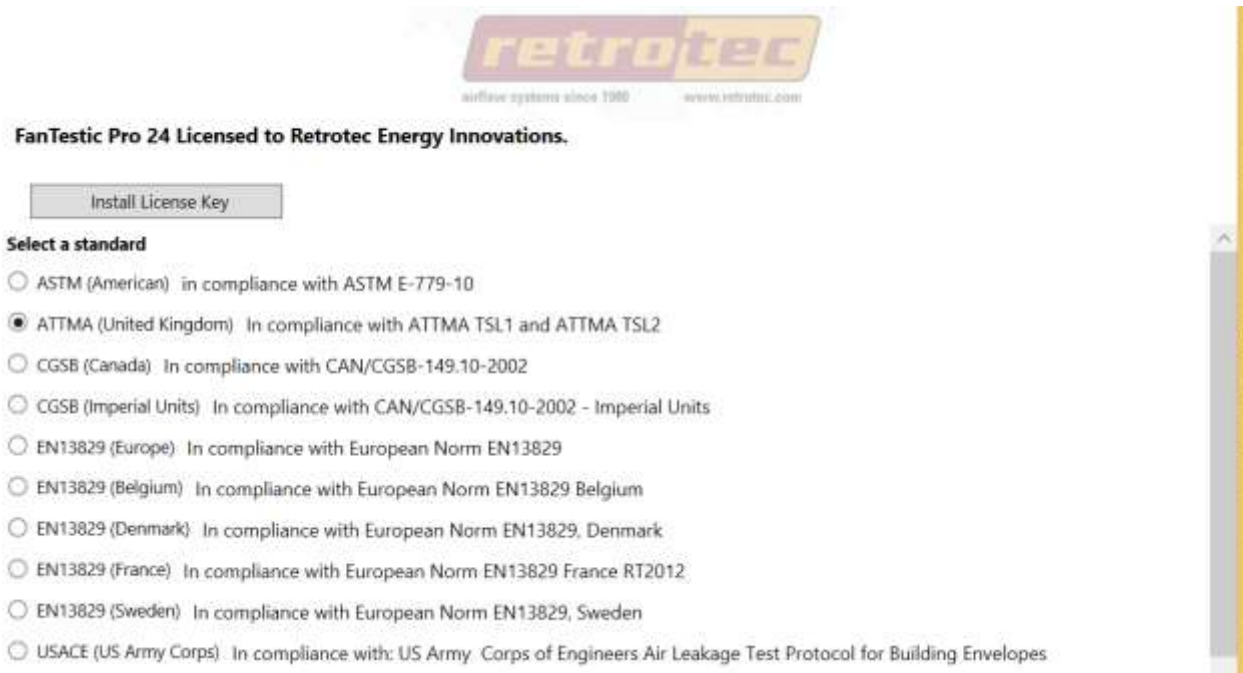 retrotec
airflow systems since 1980 www.retrotec.com
FanTestic Pro 24 Licensed to Retrotec Energy Innovations.
Install License Key
Select a standard
ASTM (American) in compliance with ASTM E-779-10
ATTMA (United Kingdom) In compliance with ATTMA TSL1 and ATTMA TSL2
CGSB (Canada) In compliance with CAN/CGSB-149.10-2002
CGSB (Imperial Units) In compliance with CAN/CGSB-149.10-2002 - Imperial Units
EN13829 (Europe) In compliance with European Norm EN13829
EN13829 (Belgium) In compliance with European Norm EN13829 Belgium
EN13829 (Denmark) In compliance with European Norm EN13829, Denmark
EN13829 (France) In compliance with European Norm EN13829 France RT2012
EN13829 (Sweden) In compliance with European Norm EN13829, Sweden
USACE (US Army Corps) In compliance with: US Army Corps of Engineers Air Leakage Test Protocol for Building Envelopes